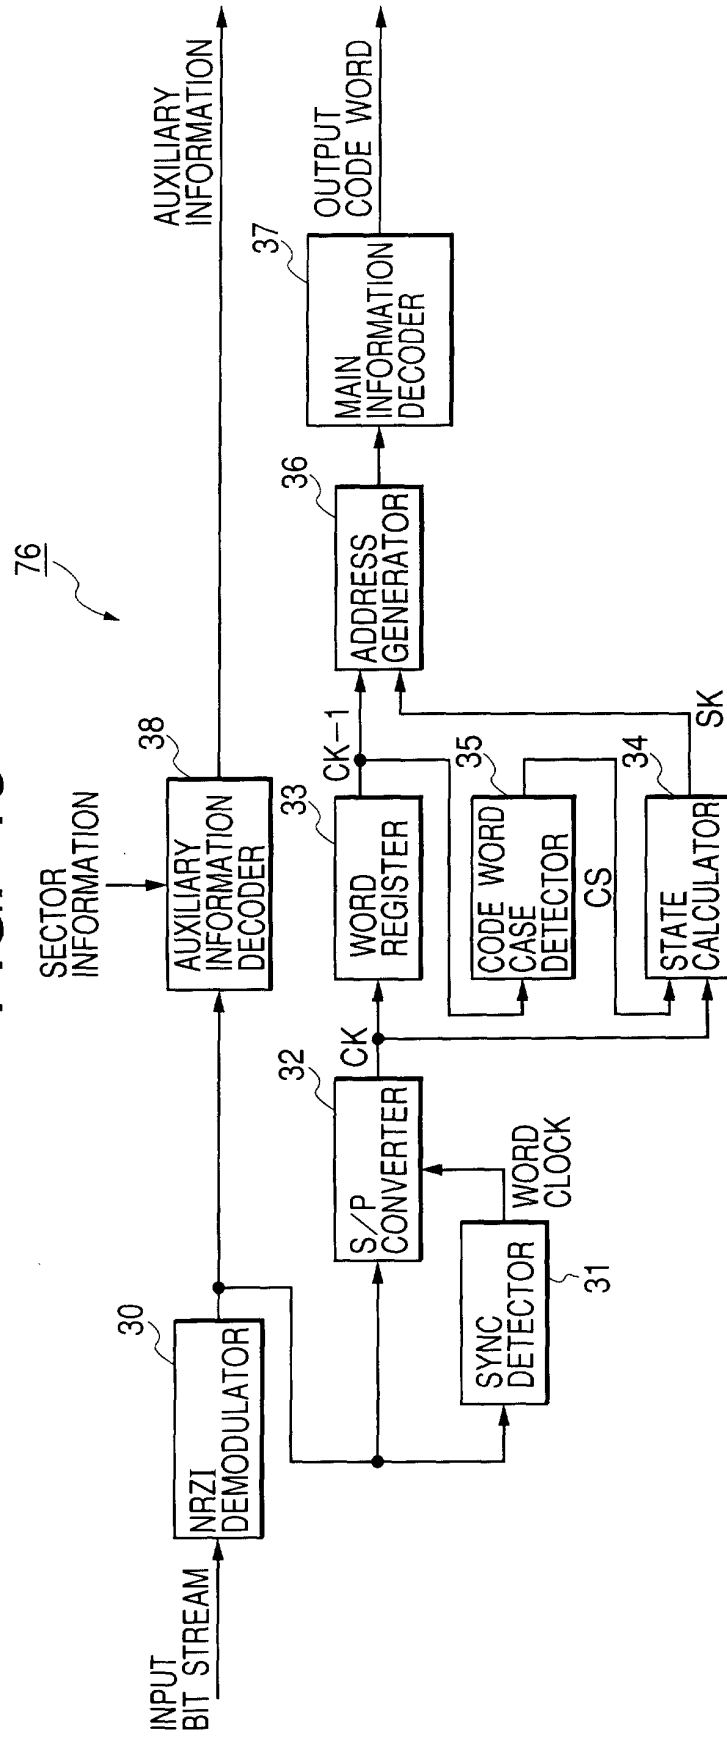 76
INPUT
BIT STREAM
30
NRZI
DEMODULATOR
SECTOR
INFORMATION
38
AUXILIARY
INFORMATION
DECODER
AUXILIARY
INFORMATION
31
SYNC
DETECTOR
WORD
CLOCK
32
S/P
CONVERTER
CK
33
WORD
REGISTER
CK-1
35
CODE WORD
CASE
DETECTOR
CS
34
STATE
CALCULATOR
SK
36
ADDRESS
GENERATOR
37
MAIN
INFORMATION
DECODER
OUTPUT
CODE WORD